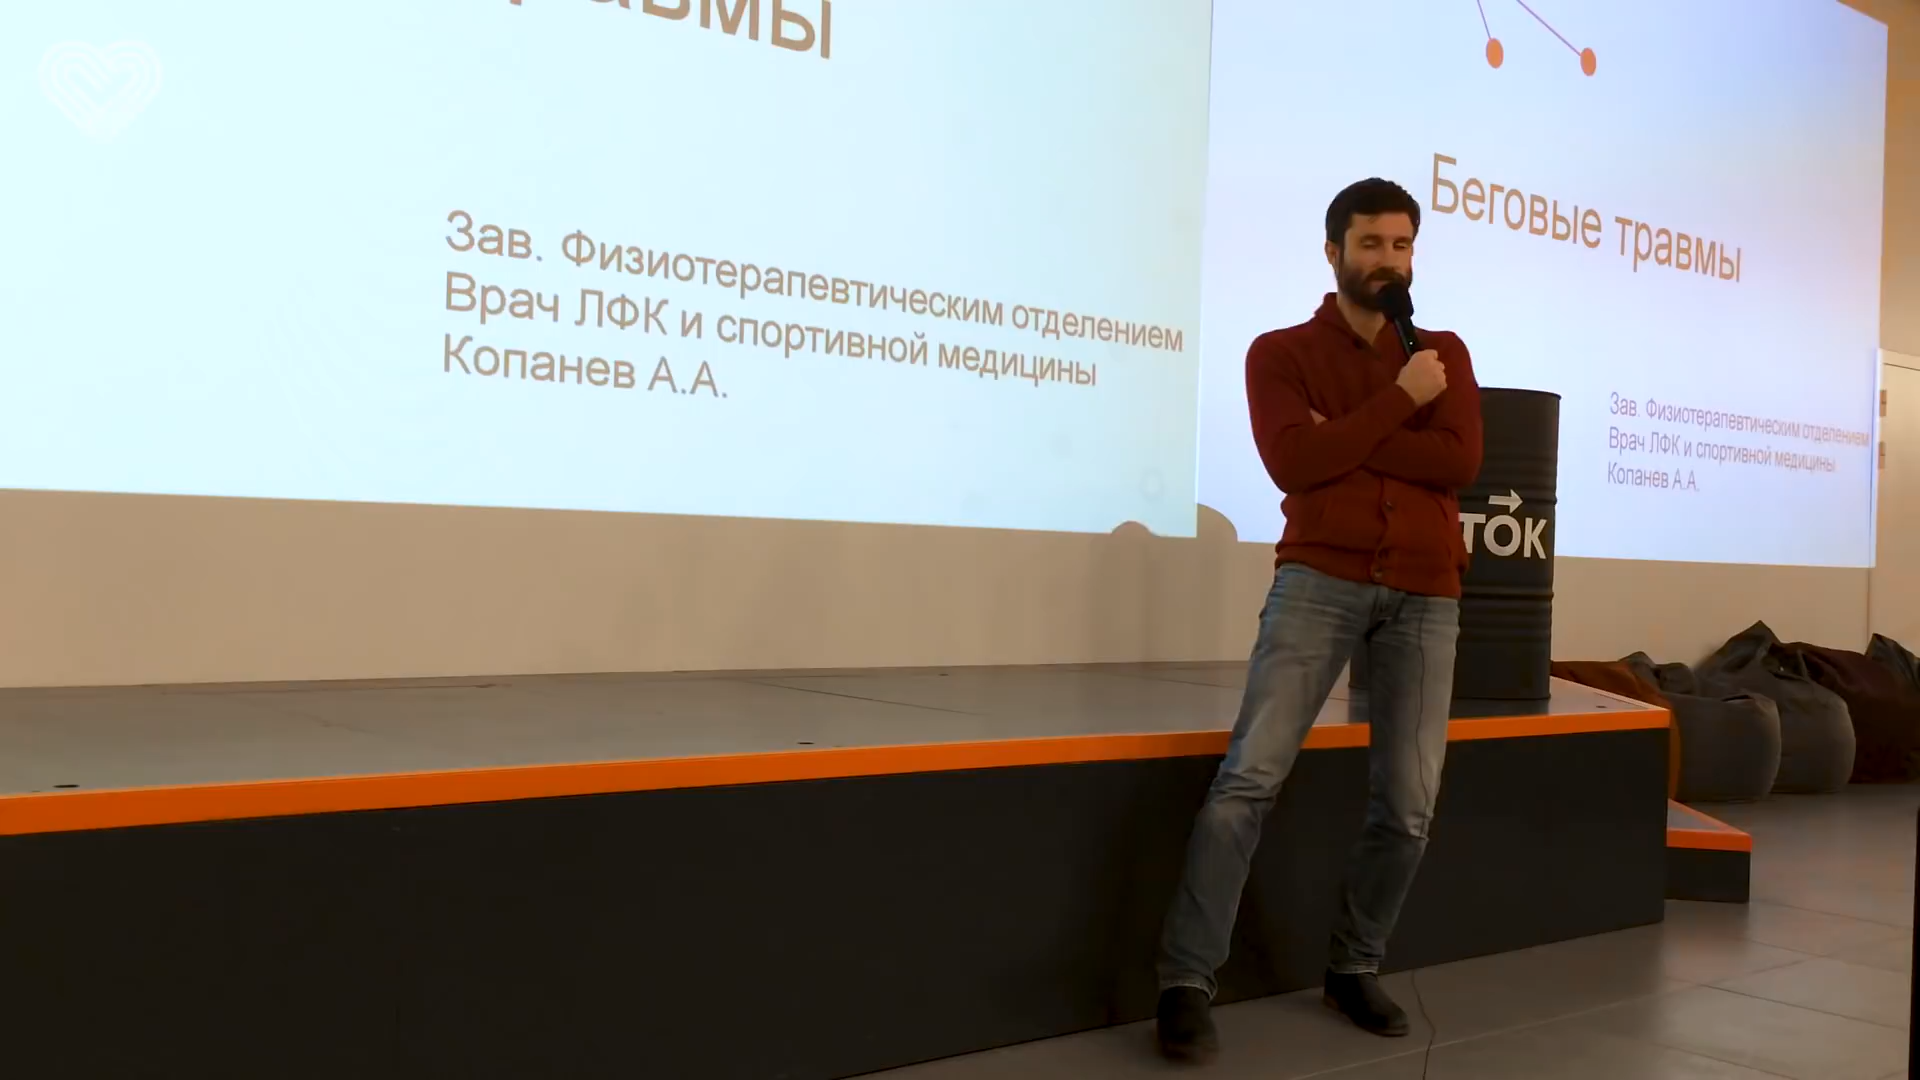 Зав. Физиотерапевтическим отделением
Врач ЛФК и спортивной медицины
Копанев А.А.
Беговые травмы
Зав. Физиотерапевтическим отделением
Врач ЛФК и спортивной медицины
Копанев А.А.
ТОК